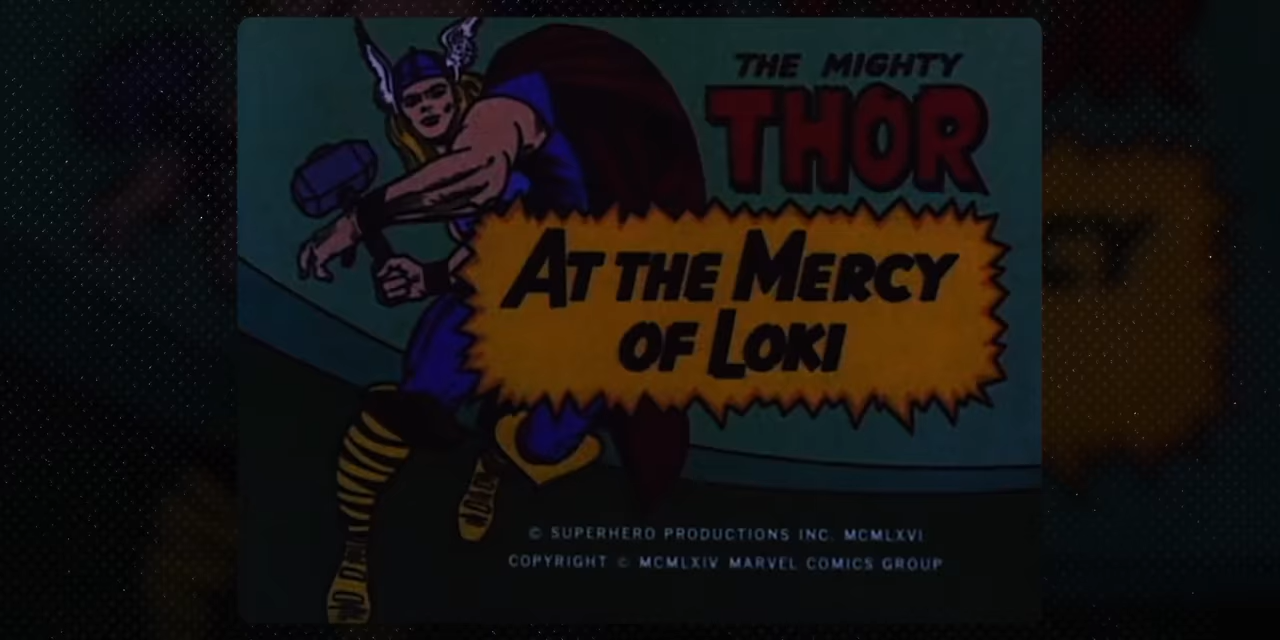 THE MIGHTY
THOR
AT THE MERCY
OF LOKI
© SUPERHERO PRODUCTIONS INC. MCMLXVI
COPYRIGHT © MCMLXIV MARVEL COMICS GROUP